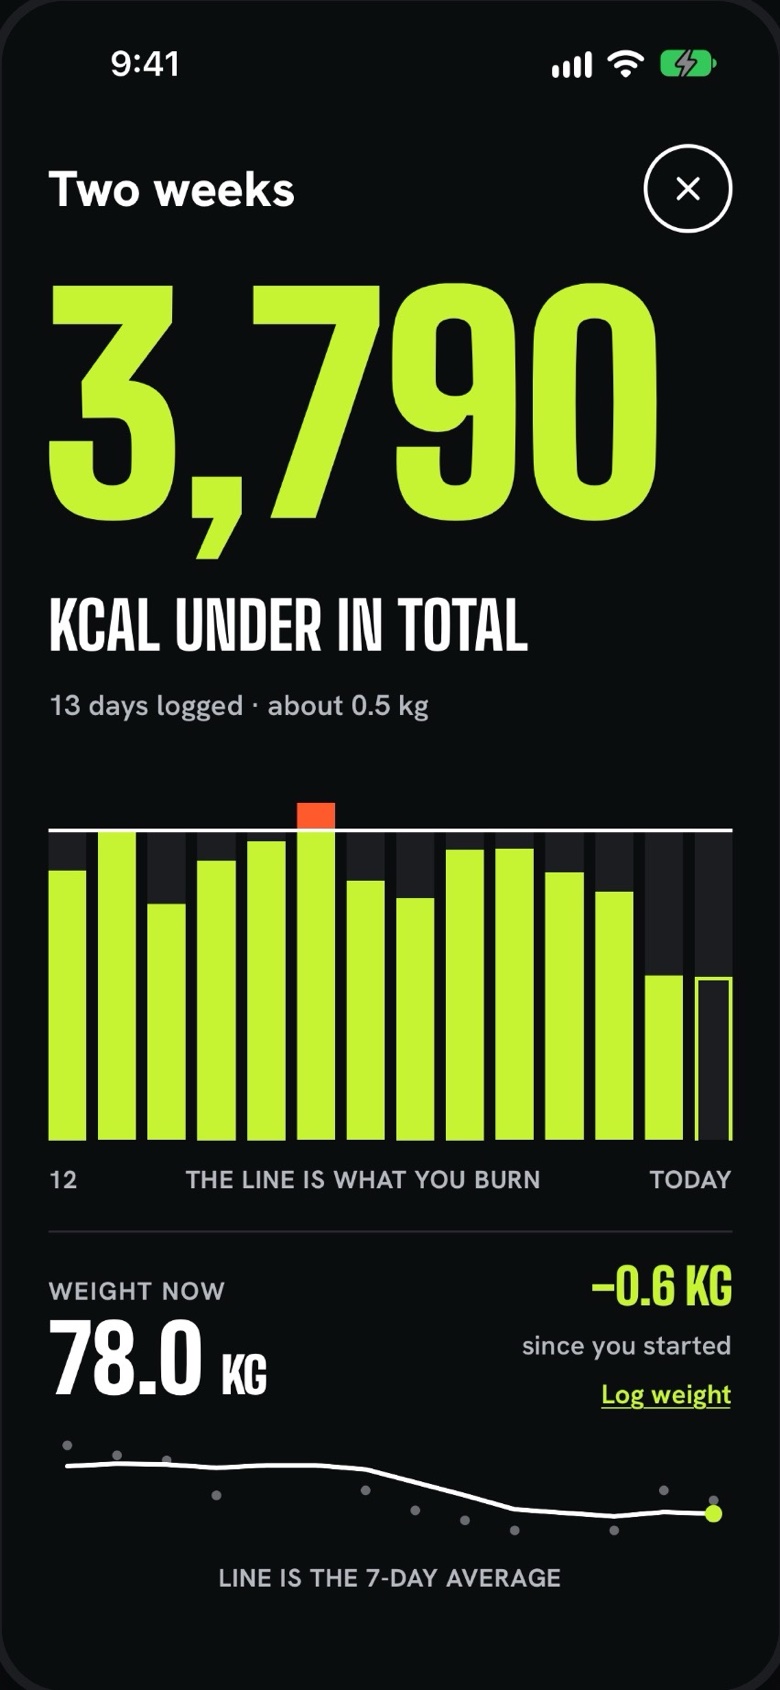 9:41
Two weeks
3,790
KCAL UNDER IN TOTAL
13 days logged · about 0.5 kg
12 THE LINE IS WHAT YOU BURN TODAY
WEIGHT NOW
78.0 KG
−0.6 KG
since you started
Log weight
LINE IS THE 7-DAY AVERAGE